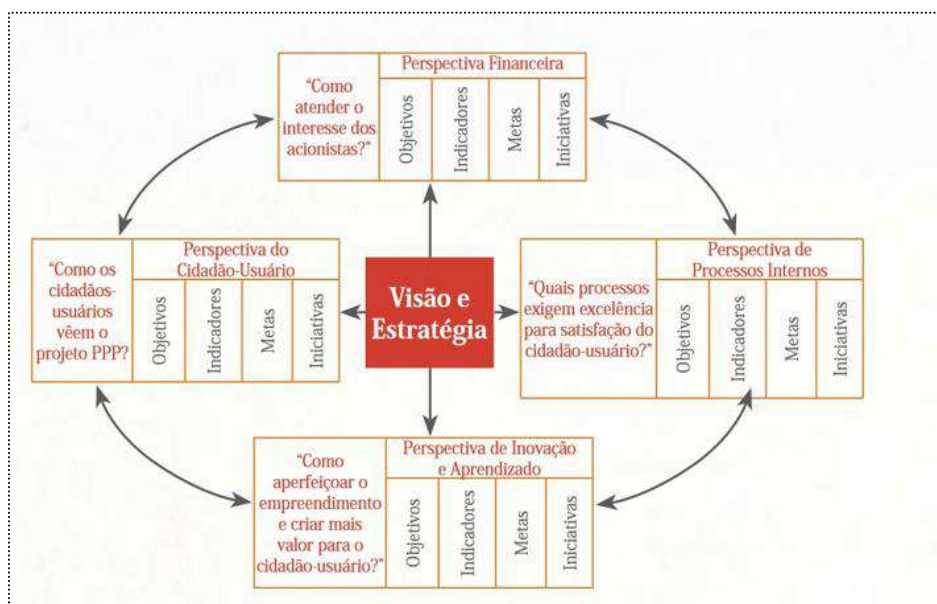 Perspectiva Financeira
“Como
atender o
interesse dos
acionistas?”
Objetivos
Indicadores
Metas
Iniciativas
Perspectiva do
Cidadão-Usuário
“Como os
cidadãos-
usuários
vêem o
projeto PPP?
Objetivos
Indicadores
Metas
Iniciativas
Visão e
Estratégia
Perspectiva de
Processos Internos
“Quais processos
exigem excelência
para satisfação do
cidadão-usuário?”
Objetivos
Indicadores
Metas
Iniciativas
Perspectiva de Inovação
e Aprendizado
“Como
aperfeiçoar o
empreendimento
e criar mais
valor para o
cidadão-usuário?”
Objetivos
Indicadores
Metas
Iniciativas